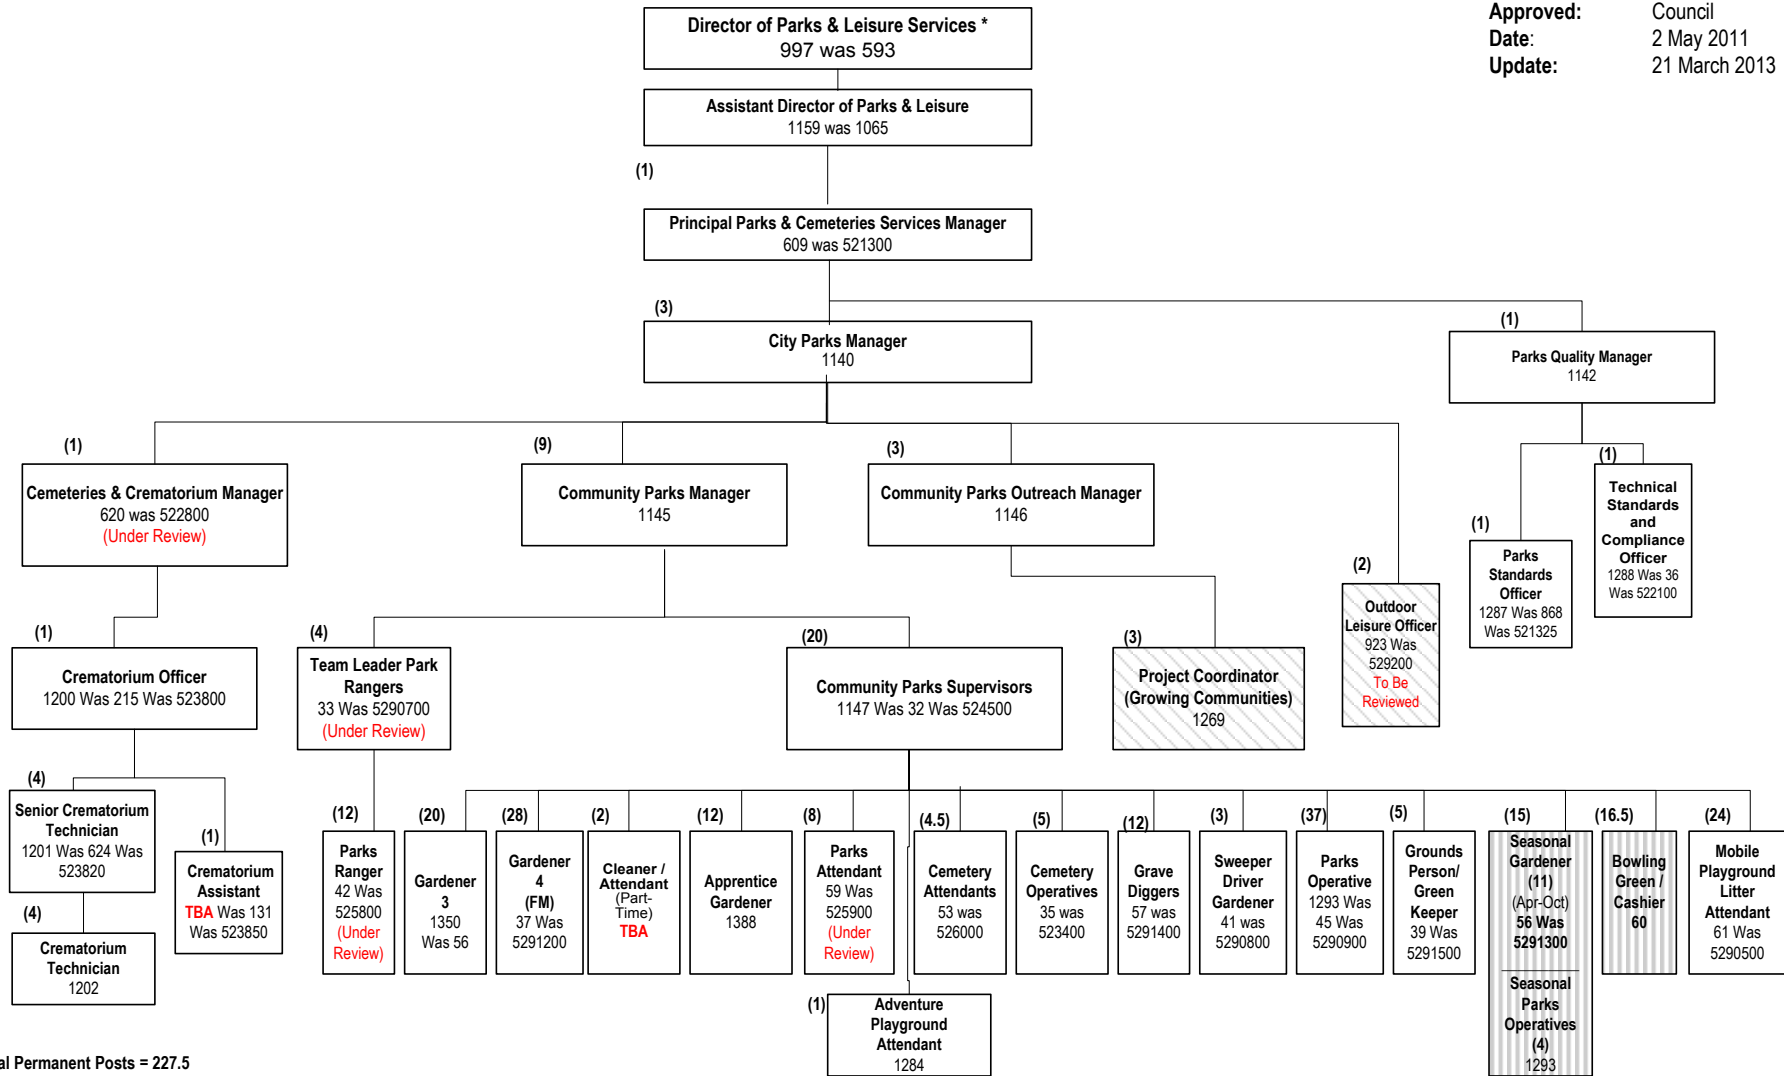 Approved: Council
Date: 2 May 2011
Update: 21 March 2013
Director of Parks & Leisure Services *
997 was 593
Assistant Director of Parks & Leisure
1159 was 1065
(1)
Principal Parks & Cemeteries Services Manager
609 was 521300
(3)
City Parks Manager
1140
(1)
Parks Quality Manager
1142
(1)
Cemeteries & Crematorium Manager
620 was 522800
(Under Review)
(9)
Community Parks Manager
1145
(3)
Community Parks Outreach Manager
1146
(2)
Outdoor
Leisure Officer
923 Was
529200
To Be
Reviewed
(1)
Parks
Standards
Officer
1287 Was 868
Was 521325
(1)
Technical
Standards
and
Compliance
Officer
1288 Was 36
Was 522100
(1)
Crematorium Officer
1200 Was 215 Was 523800
(4)
Team Leader Park
Rangers
33 Was 5290700
(Under Review)
(20)
Community Parks Supervisors
1147 Was 32 Was 524500
(3)
Project Coordinator
(Growing Communities)
1269
(4)
Senior Crematorium
Technician
1201 Was 624 Was
523820
(1)
Crematorium
Assistant
TBA Was 131
Was 523850
(4)
Crematorium
Technician
1202
(12)
Parks
Ranger
42 Was
525800
(Under
Review)
(20)
Gardener
3
1350
Was 56
(28)
Gardener
4
(FM)
37 Was
5291200
(2)
Cleaner /
Attendant
(Part-
Time)
TBA
(12)
Apprentice
Gardener
1388
(8)
Parks
Attendant
59 Was
525900
(Under
Review)
(4.5)
Cemetery
Attendants
53 was
526000
(5)
Cemetery
Operatives
35 was
523400
(12)
Grave
Diggers
57 was
5291400
(3)
Sweeper
Driver
Gardener
41 was
5290800
(37)
Parks
Operative
1293 Was
45 Was
5290900
(5)
Grounds
Person/
Green
Keeper
39 Was
5291500
(15)
Seasonal
Gardener
(11)
(Apr-Oct)
56 Was
5291300
Seasonal
Parks
Operatives
(4)
1293
(16.5)
Bowling
Green /
Cashier
60
(24)
Mobile
Playground
Litter
Attendant
61 Was
5290500
(1)
Adventure
Playground
Attendant
1284
al Permanent Posts = 227.5